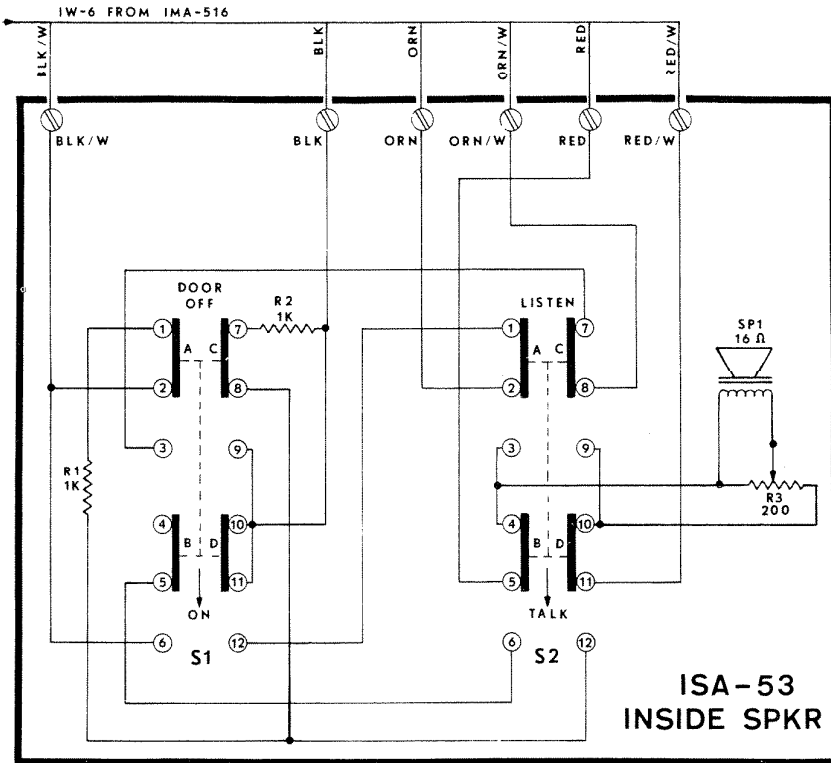 IW-6 FROM IMA-516
BLK/W
BLK
ORN
ORN/W
RED
RED/W
BLK/W
BLK
ORN
ORN/W
RED
RED/W
DOOR
OFF
R2
1K
LISTEN
SP1
16 Ω
1
7
1
7
A C
A C
2
8
2
8
3
9
3
9
R1
1K
R3
200
4
10
4
10
B D
B D
5
11
5
11
ON
TALK
6
12
6
12
S1
S2
ISA-53
INSIDE SPKR